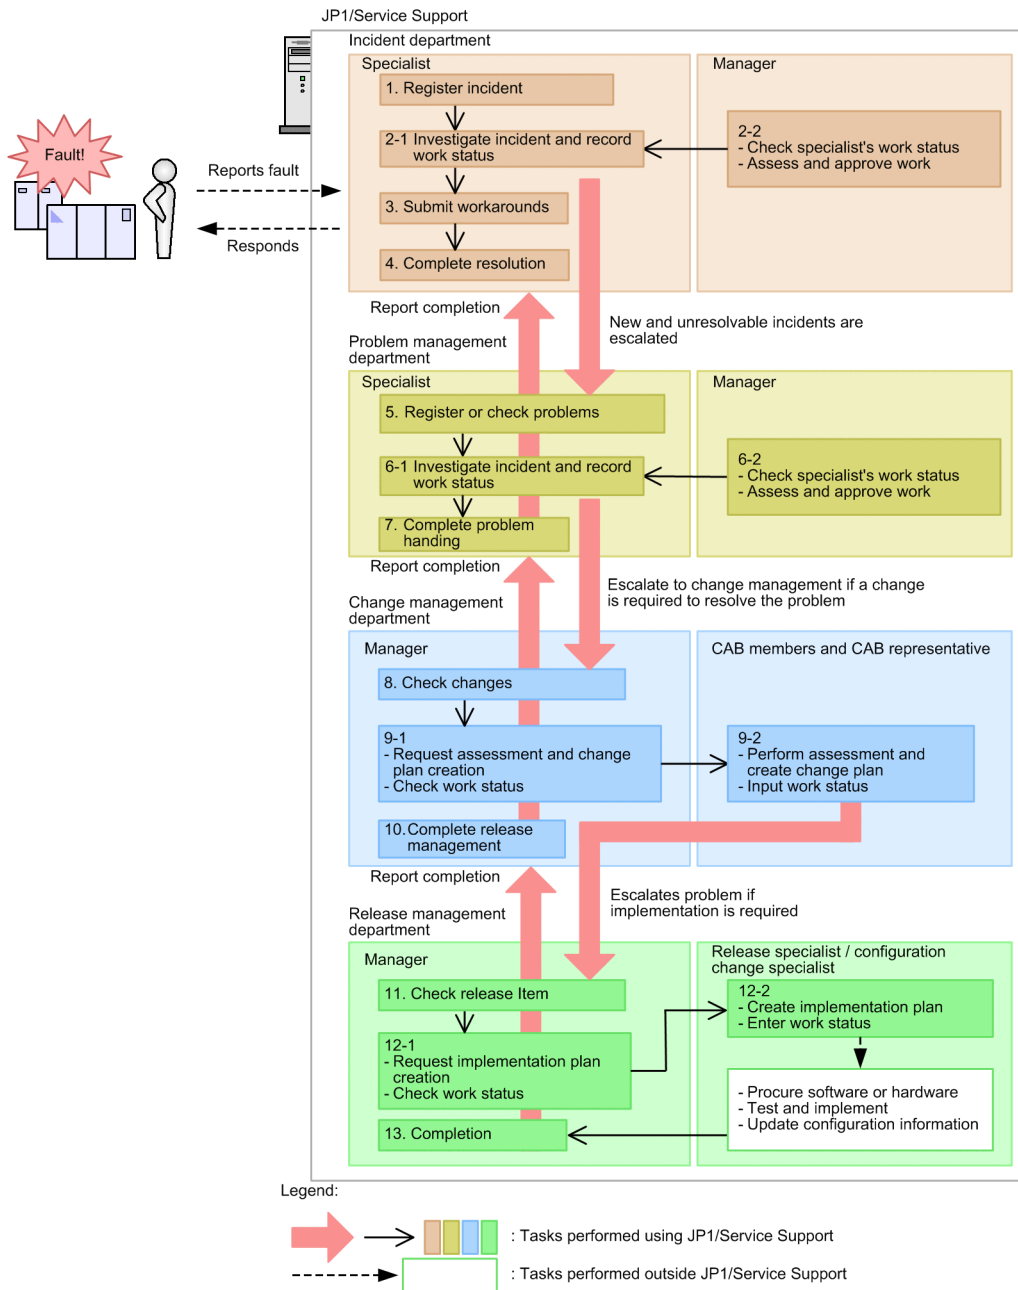 JP1/Service Support
Incident department
Specialist
Manager
1. Register incident
2-1 Investigate incident and record
work status
2-2
- Check specialist's work status
- Assess and approve work
Fault!
Reports fault
Responds
3. Submit workarounds
4. Complete resolution
Report completion
New and unresolvable incidents are
escalated
Problem management
department
Specialist
Manager
5. Register or check problems
6-1 Investigate incident and record
work status
6-2
- Check specialist's work status
- Assess and approve work
7. Complete problem
handing
Report completion
Escalate to change management if a change
is required to resolve the problem
Change management
department
Manager
CAB members and CAB representative
8. Check changes
9-1
- Request assessment and change
plan creation
- Check work status
9-2
- Perform assessment and
create change plan
- Input work status
10. Complete release
management
Report completion
Escalates problem if
implementation is required
Release management
department
Manager
Release specialist / configuration
change specialist
11. Check release Item
12-1
- Request implementation plan
creation
- Check work status
12-2
- Create implementation plan
- Enter work status
- Procure software or hardware
- Test and implement
- Update configuration information
13. Completion
Legend:
: Tasks performed using JP1/Service Support
: Tasks performed outside JP1/Service Support